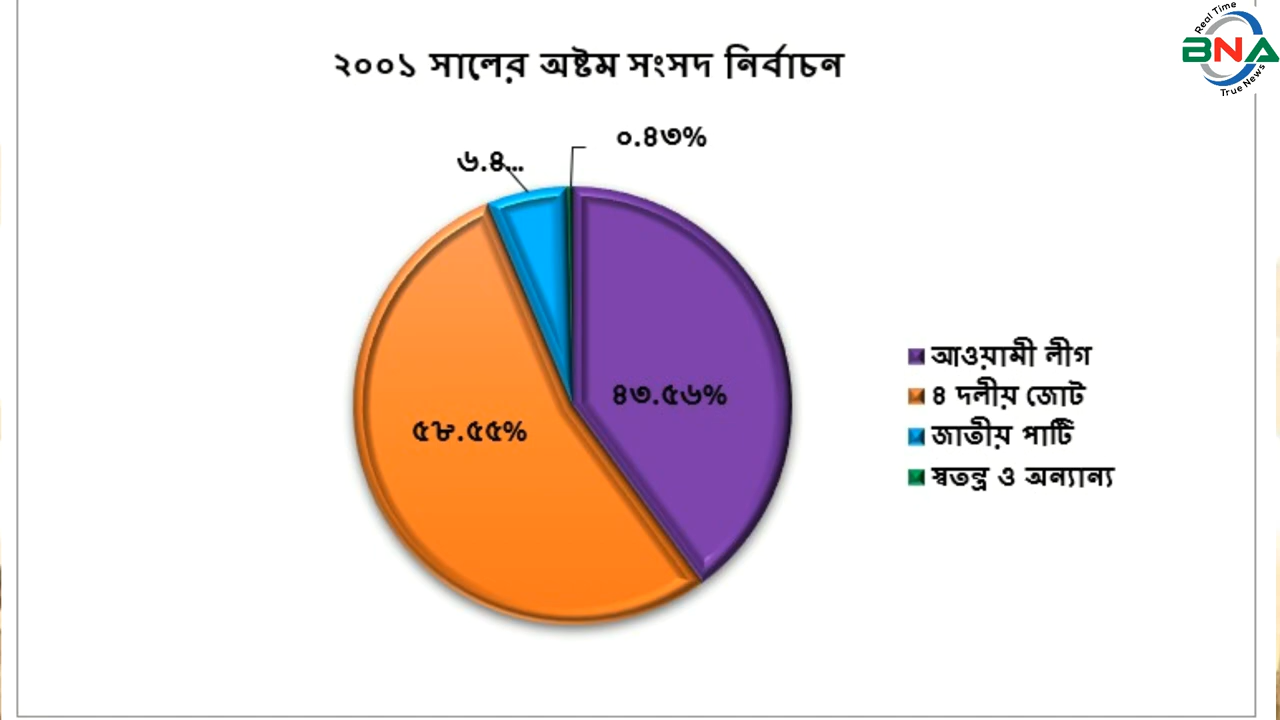 Real Time
BNA
True News
২০০১ সালের অষ্টম সংসদ নির্বাচন
০.৪৩%
৬.৪...
৪৩.৫৬%
৫৮.৫৫%
আওয়ামী লীগ
৪ দলীয় জোট
জাতীয় পার্টি
স্বতন্ত্র ও অন্যান্য